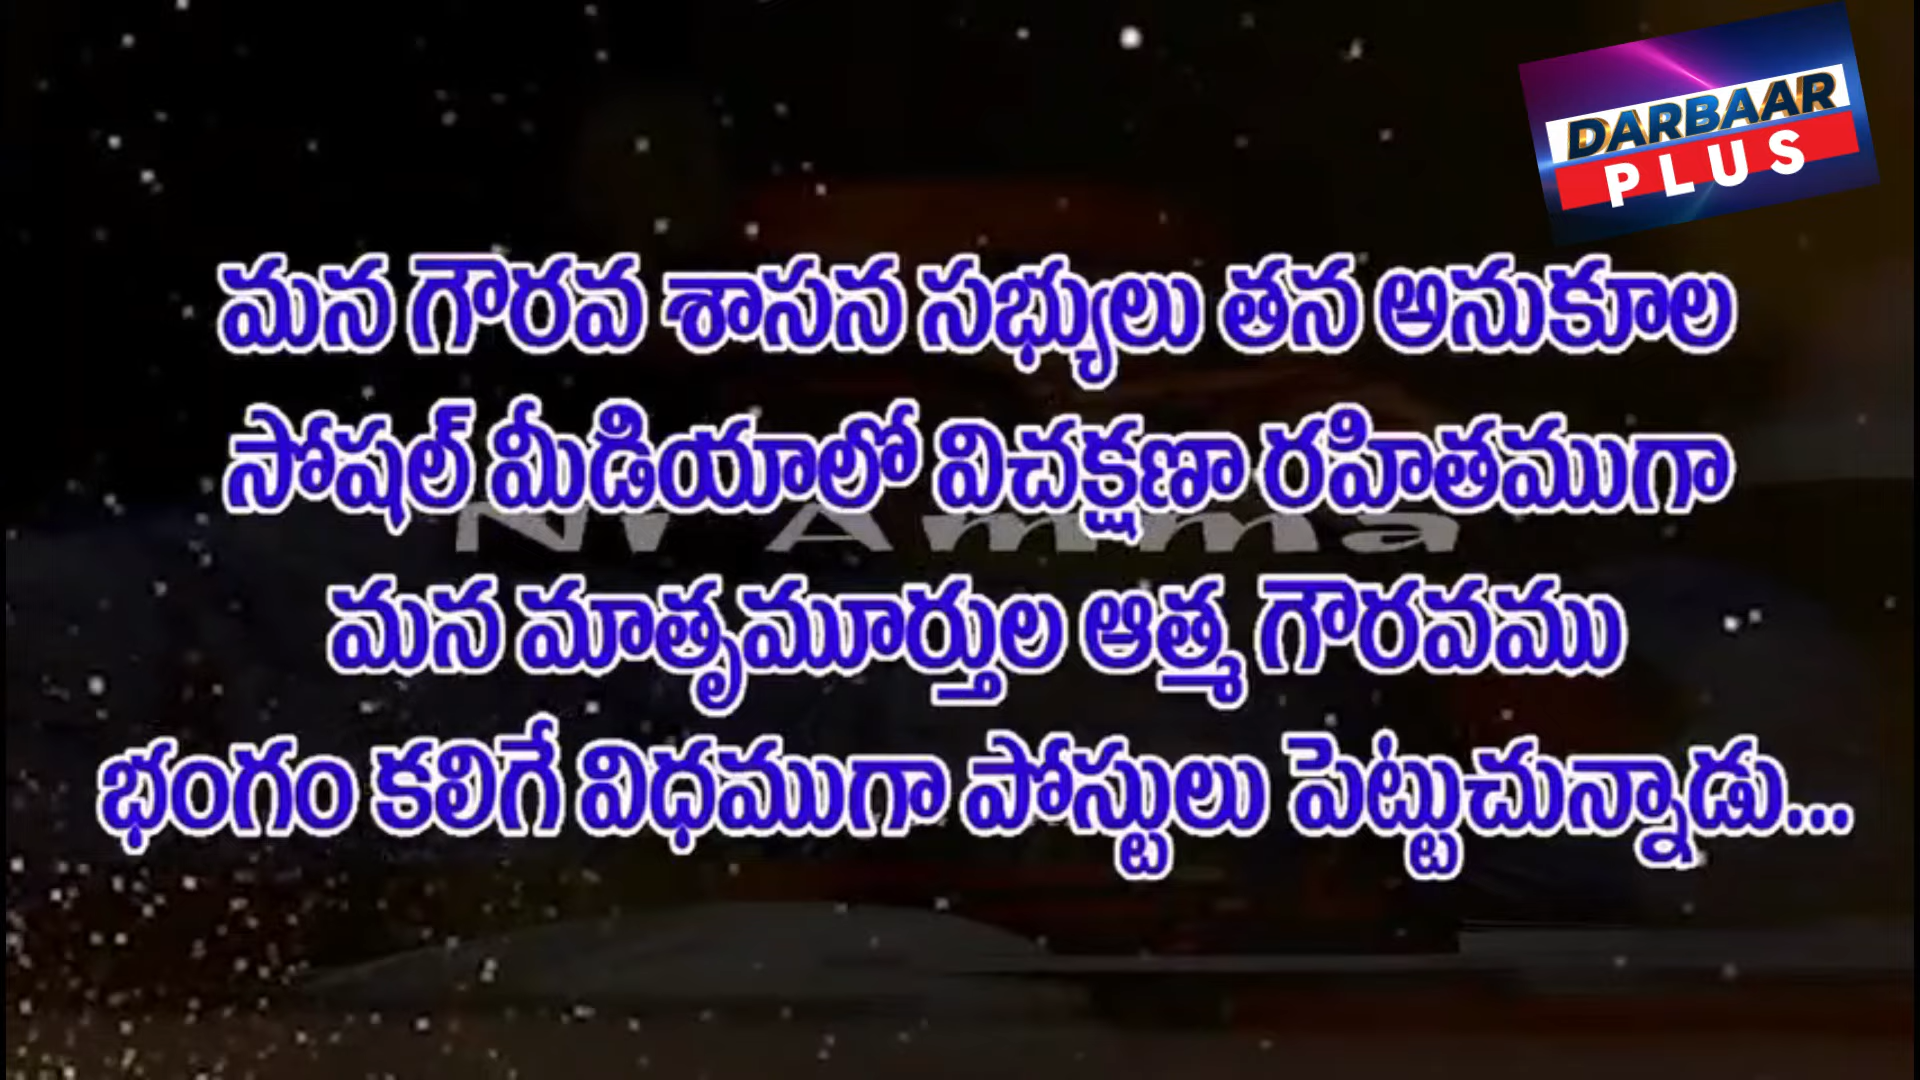 DARBAAR
PLUS
మన గౌరవ శాసన సభ్యులు తన అనుకూల
సోషల్ మీడియాలో విచక్షణా రహితముగా
మన మాతృమూర్తుల ఆత్మ గౌరవము
భంగం కలిగే విధముగా పోస్టులు పెట్టుచున్నాడు...